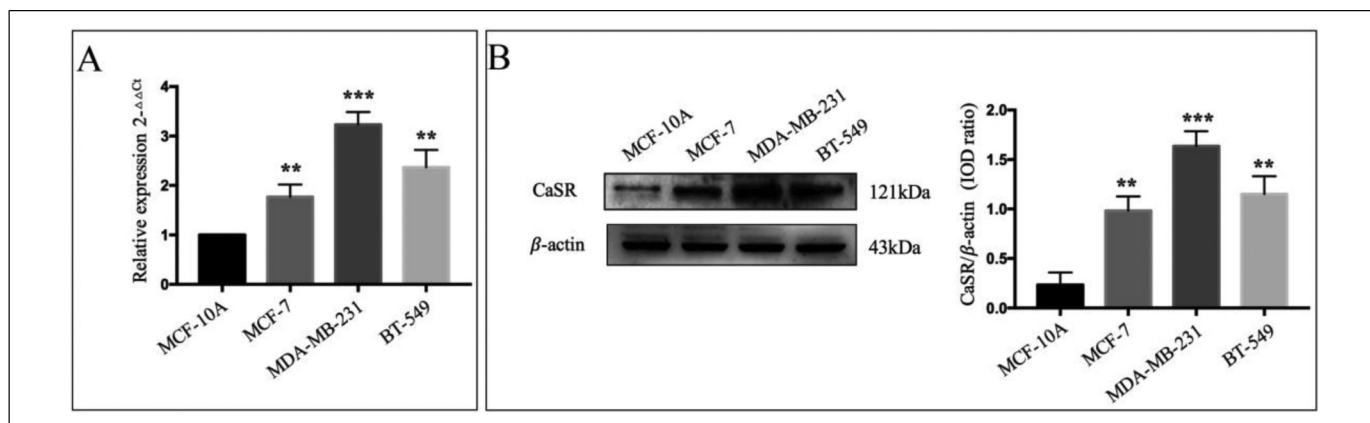 A
Relative expression 2-△△Ct
4
3
2
1
0
**
***
**
MCF-10A
MCF-7
MDA-MB-231
BT-549
B
MCF-10A
MCF-7
MDA-MB-231
BT-549
CaSR
121kDa
β-actin
43kDa
CaSR/β-actin (IOD ratio)
2.0
1.5
1.0
0.5
0.0
**
***
**
MCF-10A
MCF-7
MDA-MB-231
BT-549